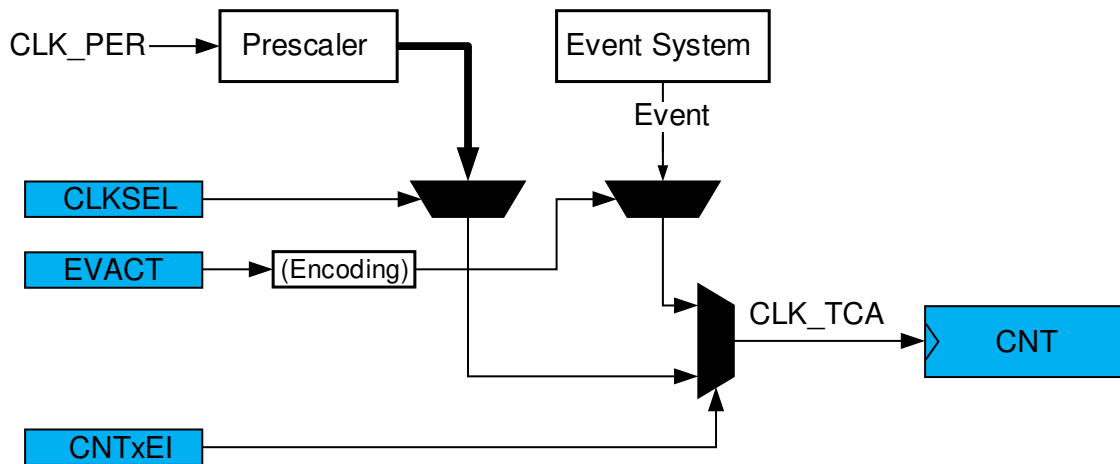 CLK_PER
Prescaler
Event System
Event
CLKSEL
EVACT
(Encoding)
CLK_TCA
CNT
CNTxEI